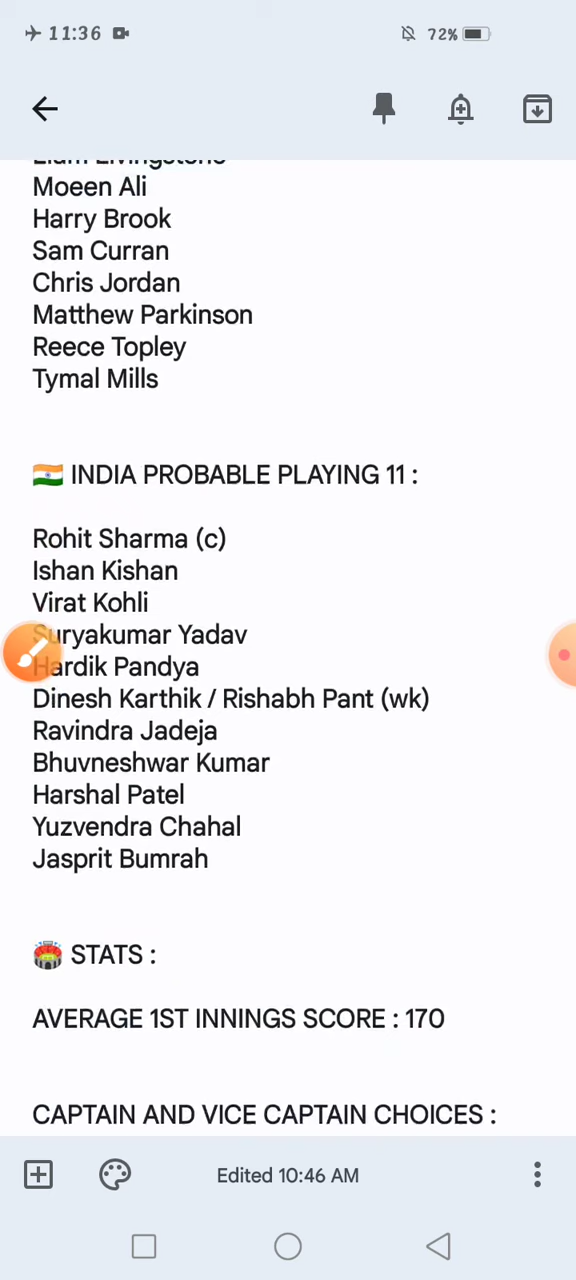 11:36
72%
Moeen Ali
Harry Brook
Sam Curran
Chris Jordan
Matthew Parkinson
Reece Topley
Tymal Mills
INDIA PROBABLE PLAYING 11 :
Rohit Sharma (c)
Ishan Kishan
Virat Kohli
Suryakumar Yadav
Hardik Pandya
Dinesh Karthik / Rishabh Pant (wk)
Ravindra Jadeja
Bhuvneshwar Kumar
Harshal Patel
Yuzvendra Chahal
Jasprit Bumrah
STATS :
AVERAGE 1ST INNINGS SCORE : 170
CAPTAIN AND VICE CAPTAIN CHOICES :
Edited 10:46 AM